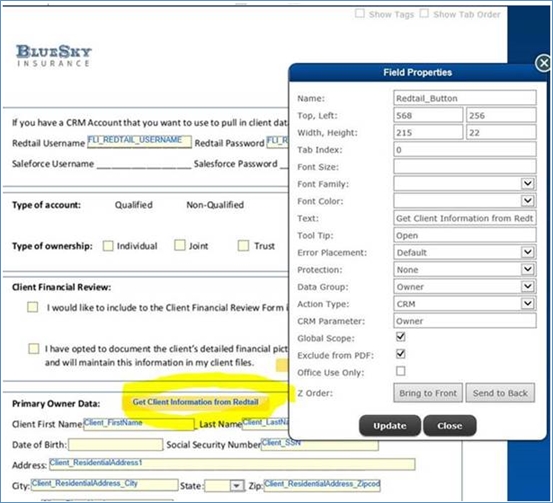 Show Tags Show Tab Order
BLUESKY
INSURANCE
If you have a CRM Account that you want to use to pull in client dat
Redtail Username FLI_REDTAIL_USERNAME Redtail Password FLI_R
Saleforce Username Salesforce Password
Type of account: Qualified Non-Qualified
Type of ownership: Individual Joint Trust
Client Financial Review:
I would like to include to the Client Financial Review Form i
I have opted to document the client's detailed financial pict
and will maintain this information in my client files.
Primary Owner Data: Get Client Information from Redtail
Client First Name: Client_FirstName Last Name Client_LastNa
Date of Birth: Social Security Number Client_SSN
Address: Client_ResidentialAddress1
City: Client_ResidentialAddress_City State: Zip: Client_ResidentialAddress_Zipcod
Field Properties
Name: Redtail_Button
Top, Left: 568 256
Width, Height: 215 22
Tab Index: 0
Font Size:
Font Family:
Font Color:
Text: Get Client Information from Redt
Tool Tip: Open
Error Placement: Default
Protection: None
Data Group: Owner
Action Type: CRM
CRM Parameter: Owner
Global Scope:
Exclude from PDF:
Office Use Only:
Z Order: Bring to Front Send to Back
Update Close